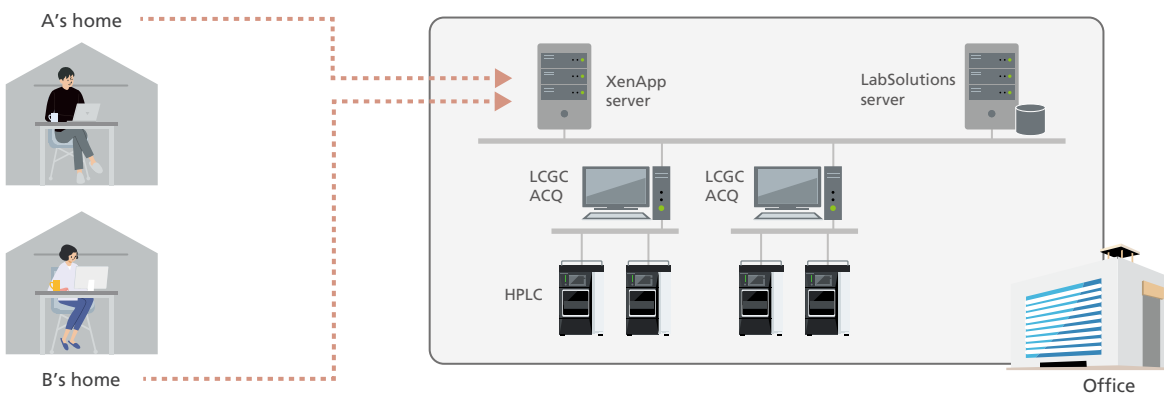 A's home
XenApp
server
LabSolutions
server
LCGC
ACQ
LCGC
ACQ
HPLC
B's home
Office